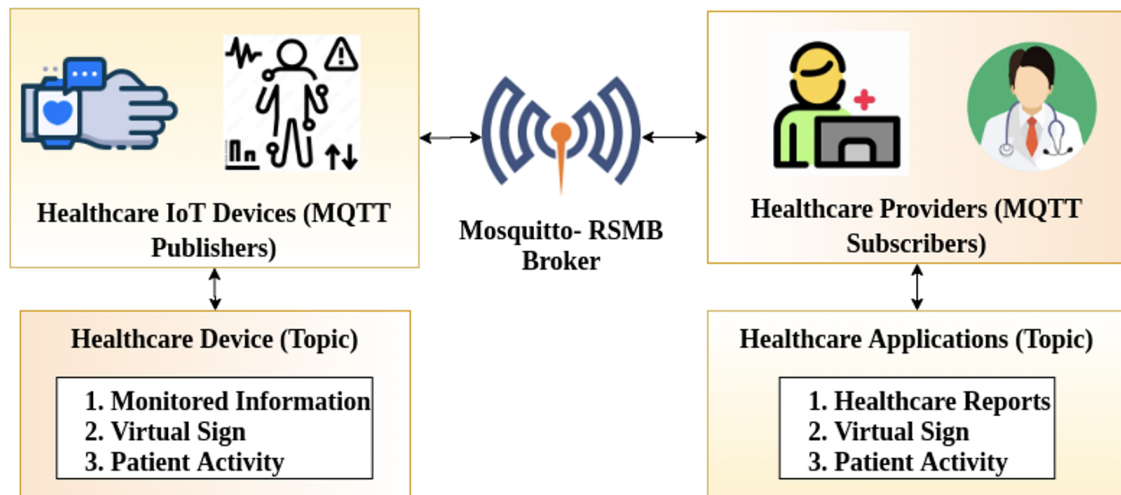 Healthcare IoT Devices (MQTT
Publishers)
Mosquitto- RSMB
Broker
Healthcare Providers (MQTT
Subscribers)
Healthcare Device (Topic)
1. Monitored Information
2. Virtual Sign
3. Patient Activity
Healthcare Applications (Topic)
1. Healthcare Reports
2. Virtual Sign
3. Patient Activity